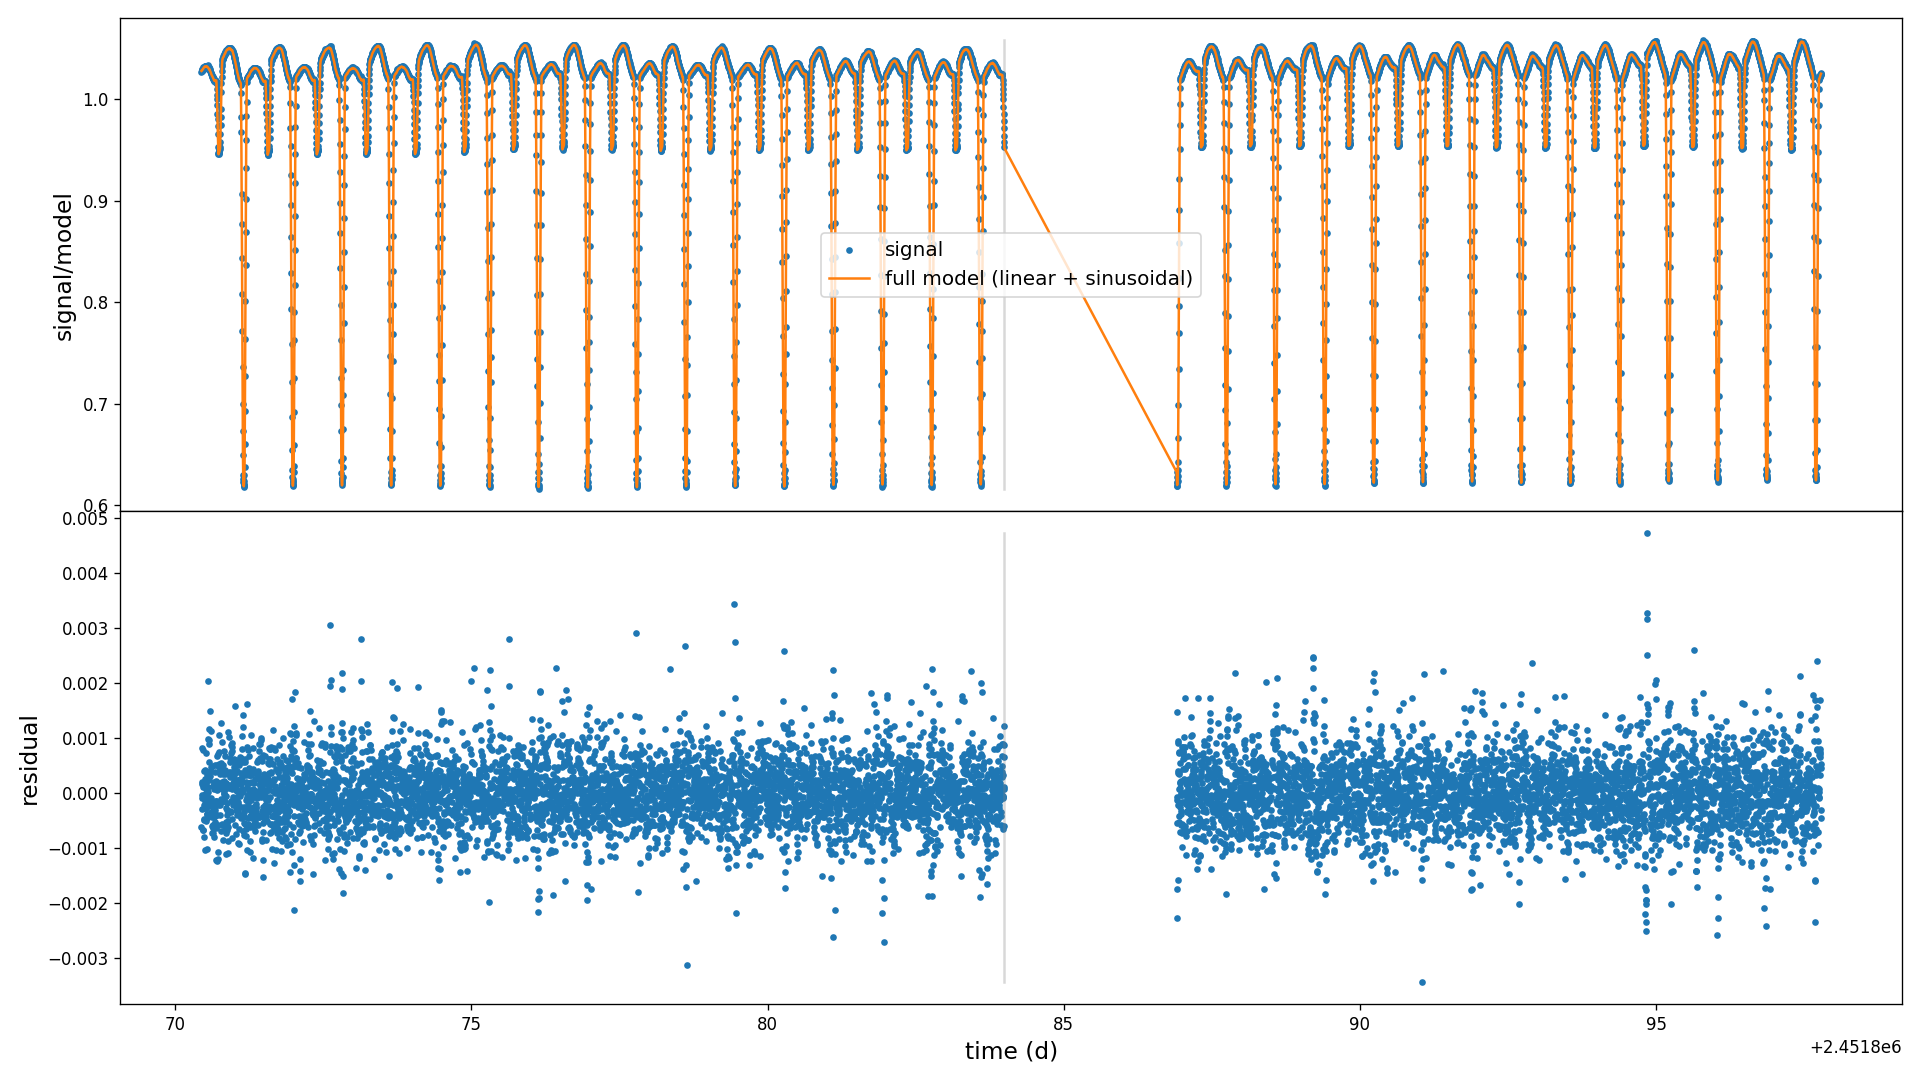 1.0
0.9
0.8
0.7
0.6
signal/model
signal
full model (linear + sinusoidal)
0.005
0.004
0.003
0.002
0.001
0.000
−0.001
−0.002
−0.003
residual
70 75 80 85 90 95
time (d)
+2.4518e6